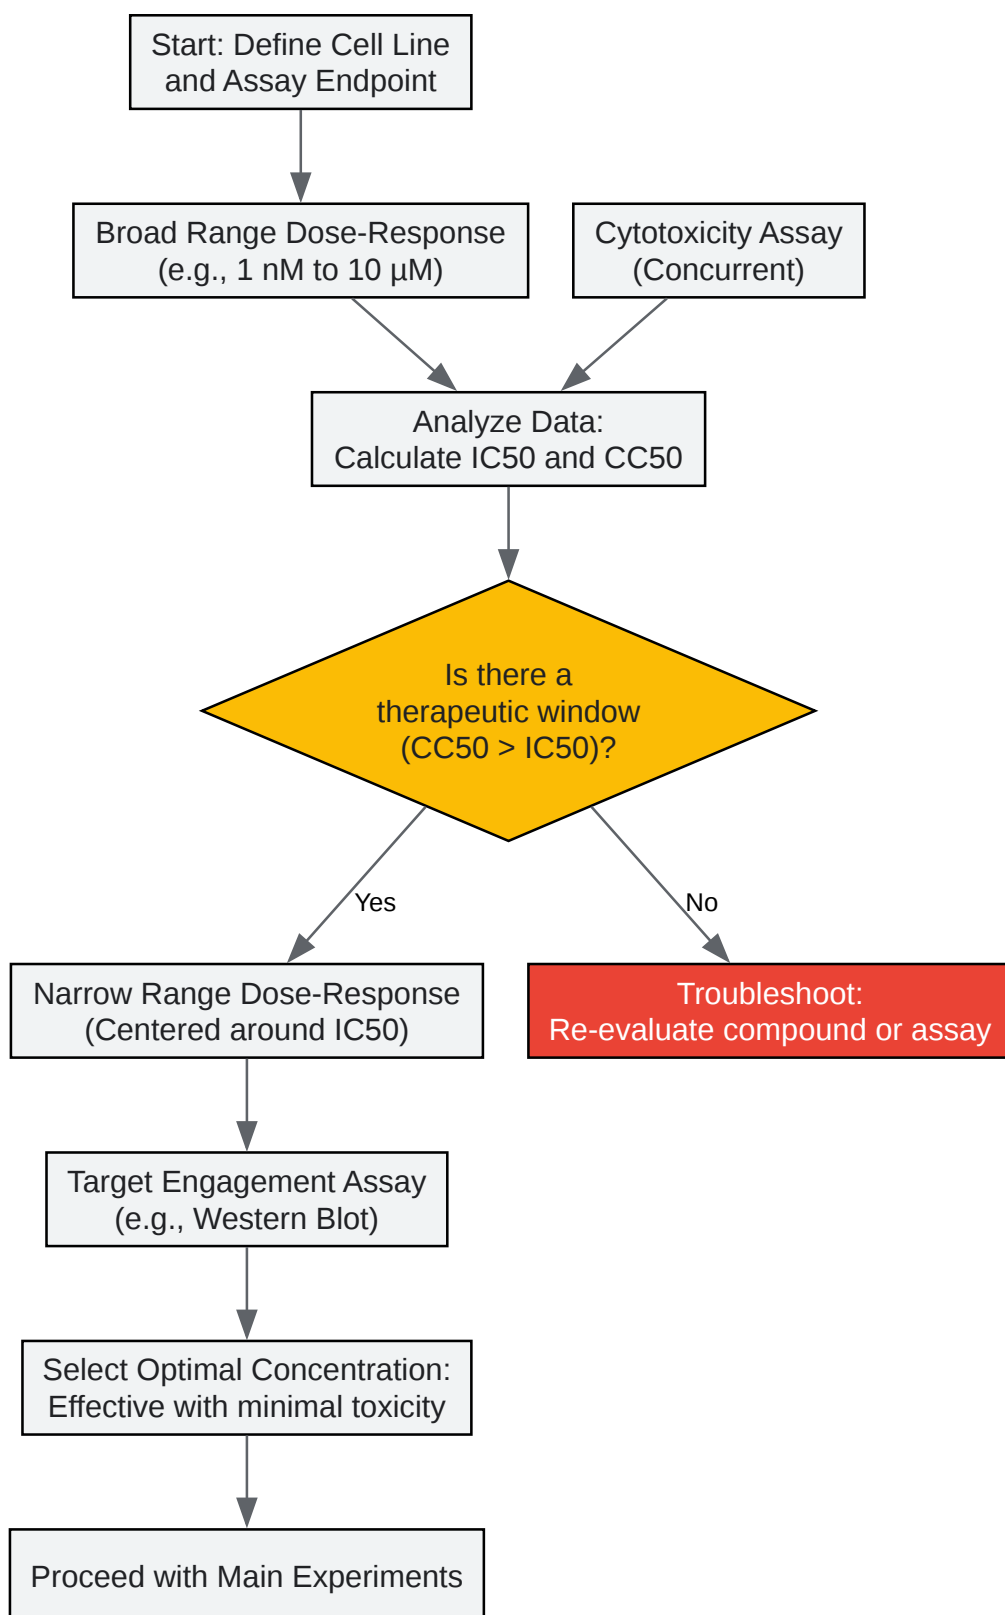 Start: Define Cell Line
and Assay Endpoint
Broad Range Dose-Response
(e.g., 1 nM to 10 µM)
Cytotoxicity Assay
(Concurrent)
Analyze Data:
Calculate IC50 and CC50
Is there a
therapeutic window
(CC50 > IC50)?
Yes
No
Narrow Range Dose-Response
(Centered around IC50)
Troubleshoot:
Re-evaluate compound or assay
Target Engagement Assay
(e.g., Western Blot)
Select Optimal Concentration:
Effective with minimal toxicity
Proceed with Main Experiments